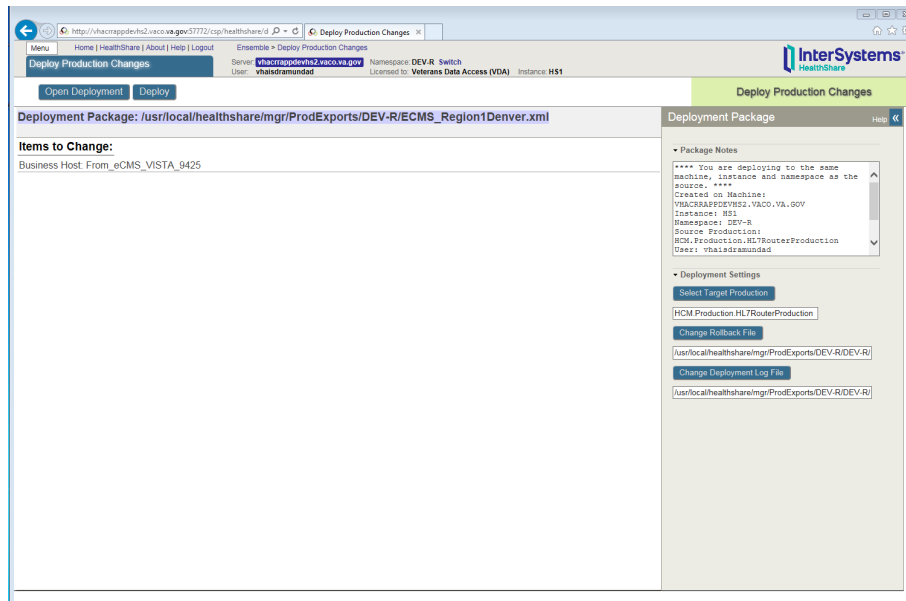 http://vhacrrappdevhs2.vaco.va.gov:57772/csp/healthshare/d
Deploy Production Changes
Menu
Home | HealthShare | About | Help | Logout
Ensemble > Deploy Production Changes
Deploy Production Changes
Server: vhacrrappdevhs2.vaco.va.gov Namespace: DEV-R Switch
User: vhaisdramundad Licensed to: Veterans Data Access (VDA) Instance: HS1
InterSystems
HealthShare
Open Deployment
Deploy
Deploy Production Changes
Deployment Package: /usr/local/healthshare/mgr/ProdExports/DEV-R/ECMS_Region1Denver.xml
Items to Change:
Business Host: From_eCMS_VISTA_9425
Deployment Package
Help
Package Notes
**** You are deploying to the same
machine, instance and namespace as the
source. ****
Created on Machine:
VHACRRAPPDEVHS2.VACO.VA.GOV
Instance: HS1
Namespace: DEV-R
Source Production:
HCM.Production.HL7RouterProduction
User: vhaisdramundad
Deployment Settings
Select Target Production
HCM.Production.HL7RouterProduction
Change Rollback File
/usr/local/healthshare/mgr/ProdExports/DEV-R/DEV-R/
Change Deployment Log File
/usr/local/healthshare/mgr/ProdExports/DEV-R/DEV-R/